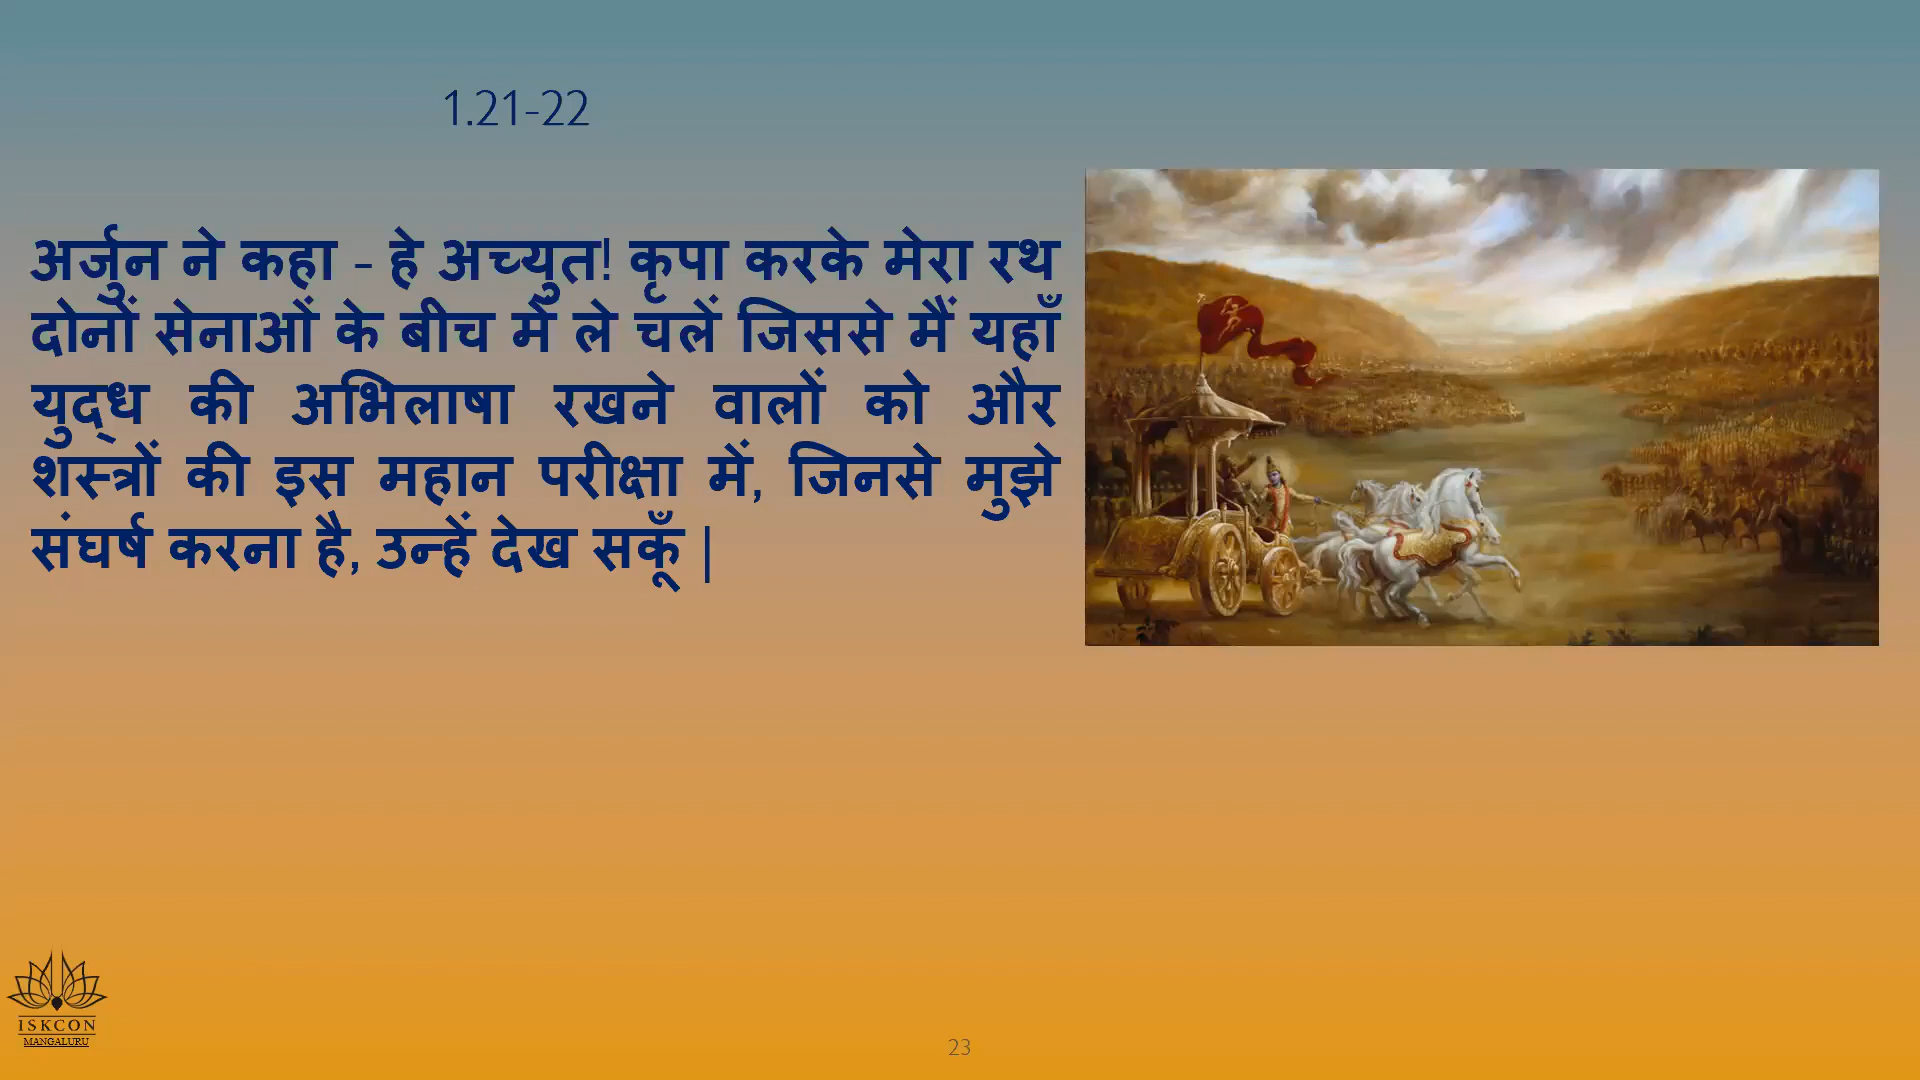 1.21-22
अर्जुन ने कहा – हे अच्युत! कृपा करके मेरा रथ
दोनों सेनाओं के बीच में ले चलें जिससे मैं यहाँ
युद्ध की अभिलाषा रखने वालों को और
शस्त्रों की इस महान परीक्षा में, जिनसे मुझे
संघर्ष करना है, उन्हें देख सकूँ |
ISKCON
MANGALURU
23